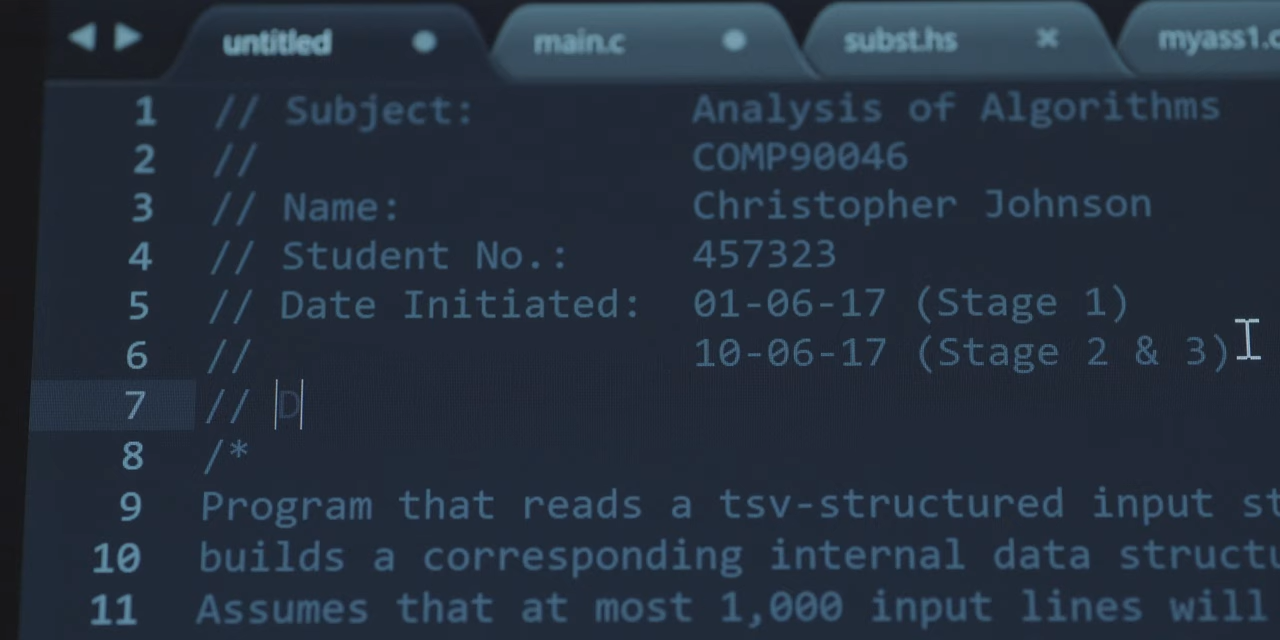 untitled main.c subst.hs myass1.c
1 // Subject: Analysis of Algorithms
2 // COMP90046
3 // Name: Christopher Johnson
4 // Student No.: 457323
5 // Date Initiated: 01-06-17 (Stage 1)
6 // 10-06-17 (Stage 2 & 3)
7 // D
8 /*
9 Program that reads a tsv-structured input st
10 builds a corresponding internal data structu
11 Assumes that at most 1,000 input lines will